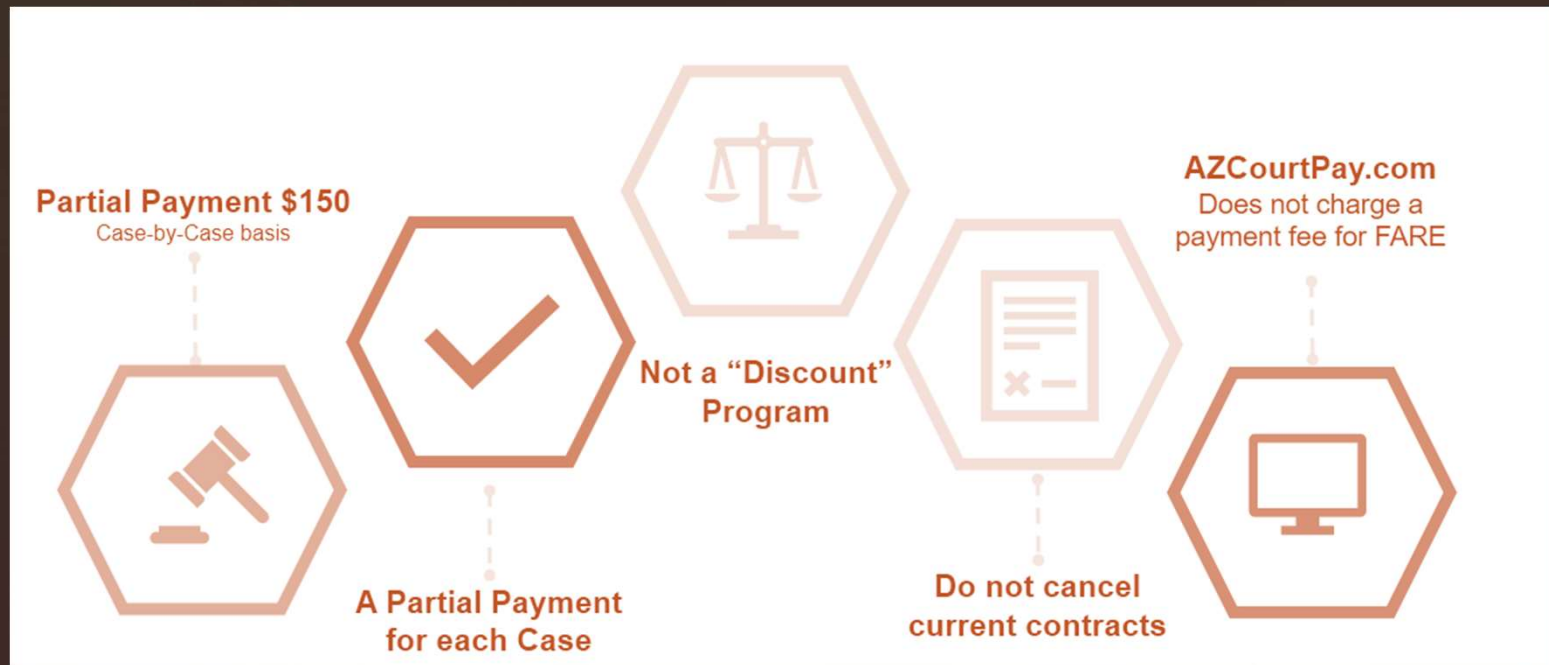 Partial Payment $150
Case-by-Case basis
A Partial Payment
for each Case
Not a “Discount”
Program
Do not cancel
current contracts
AZCourtPay.com
Does not charge a
payment fee for FARE